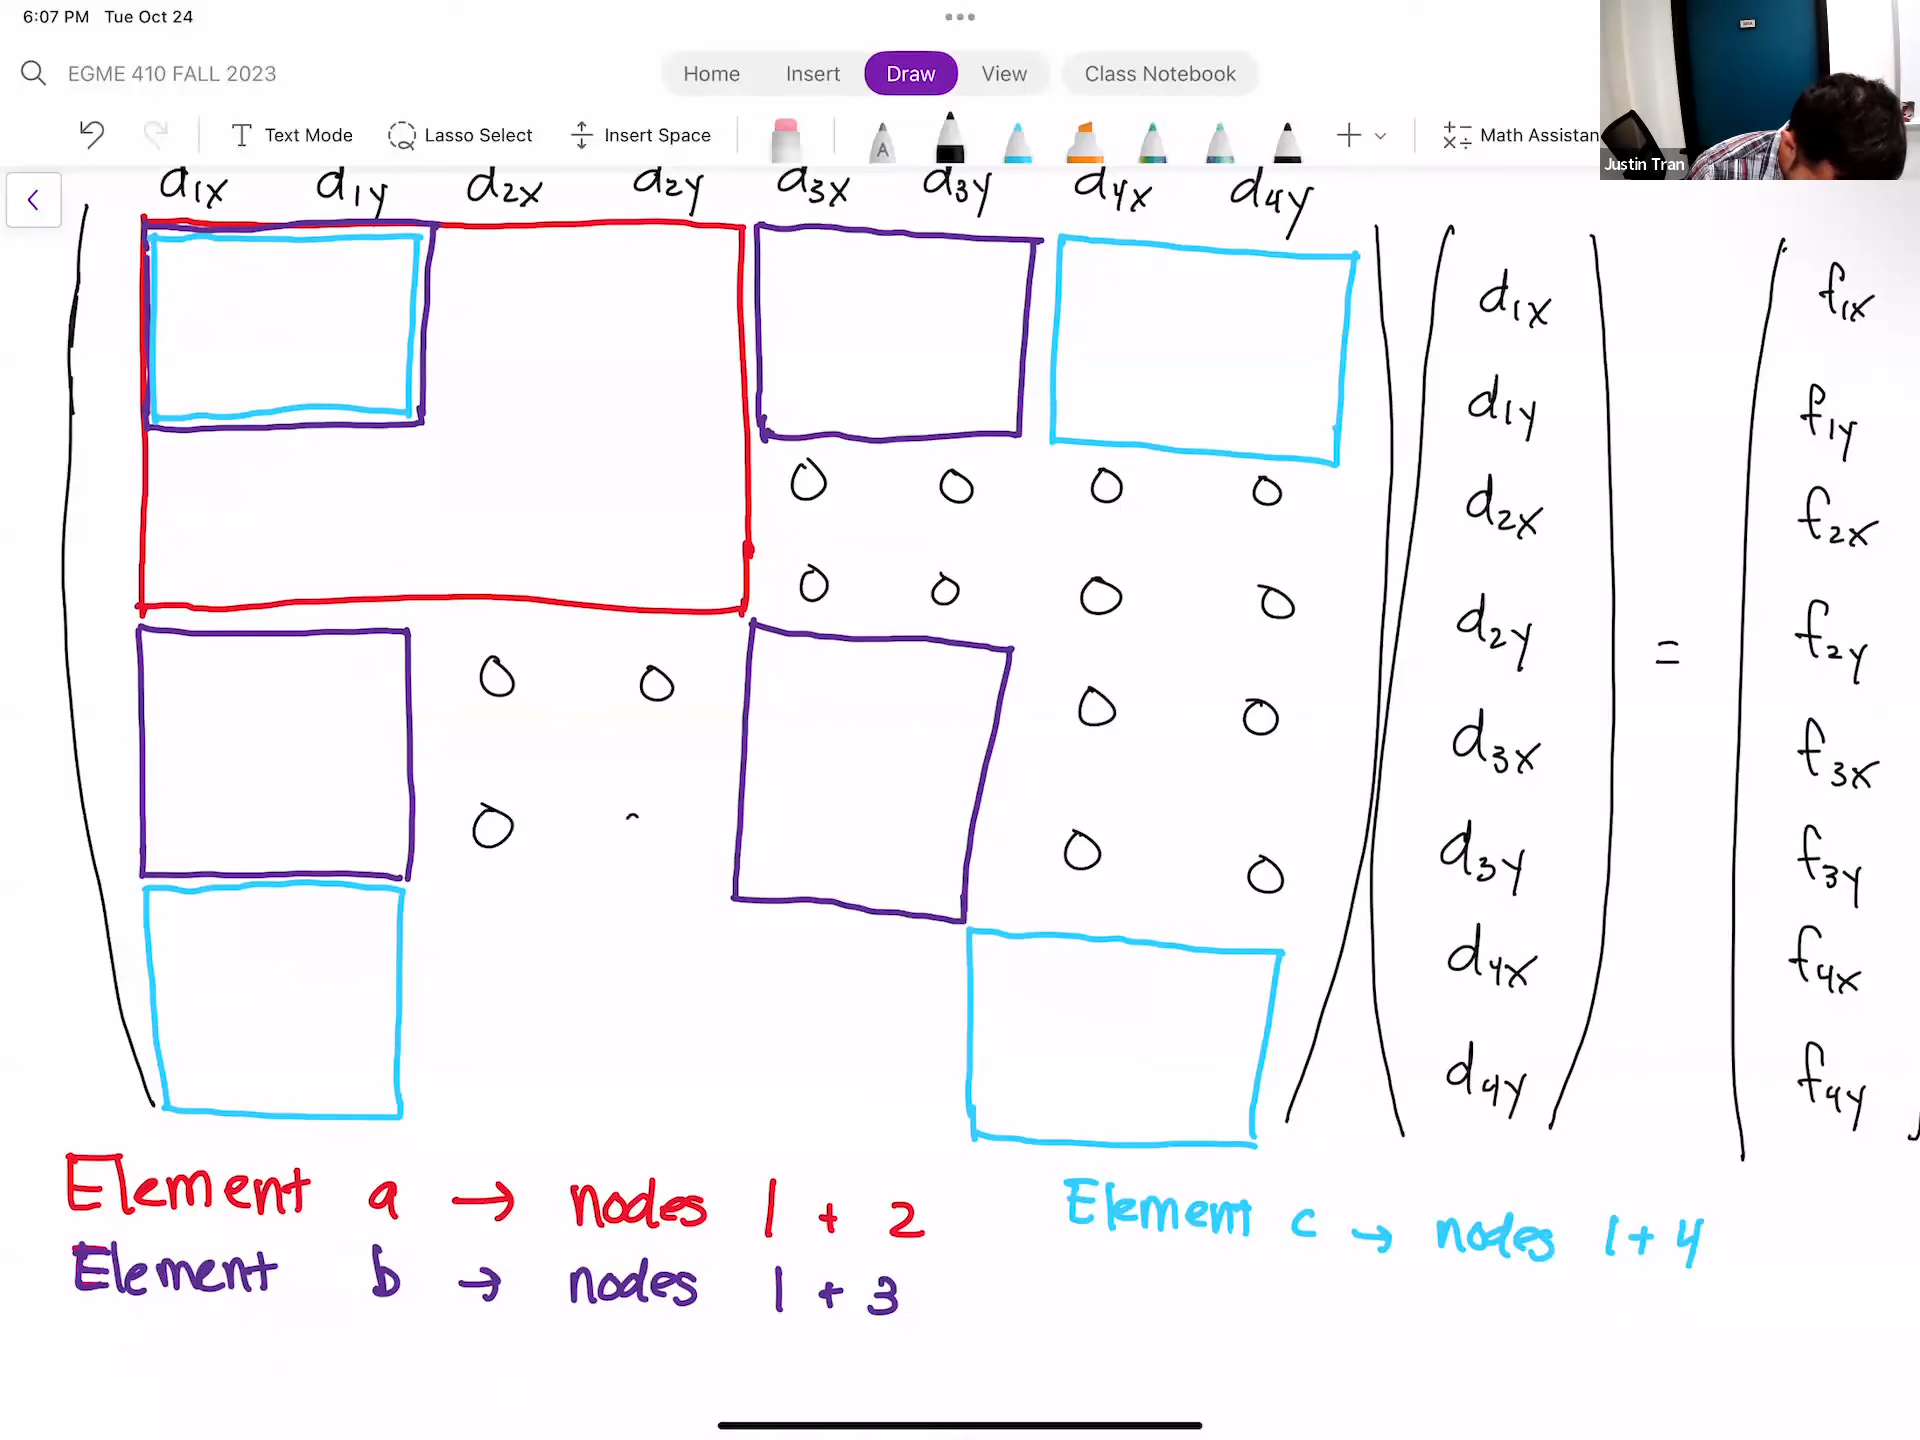 6:07 PM Tue Oct 24
EGME 410 FALL 2023
Home Insert Draw View Class Notebook
Text Mode Lasso Select Insert Space A Math Assistan
Justin Tran
d1x d1y d2x d2y d3x d3y d4x d4y
d1x f1x
d1y f1y
0 0 0 0 d2x f2x
0 0 0 0 d2y = f2y
0 0 0 0 d3x f3x
0 0 0 d3y f3y
d4x f4x
d4y f4y
Element a → nodes 1 + 2
Element c → nodes 1 + 4
Element b → nodes 1 + 3